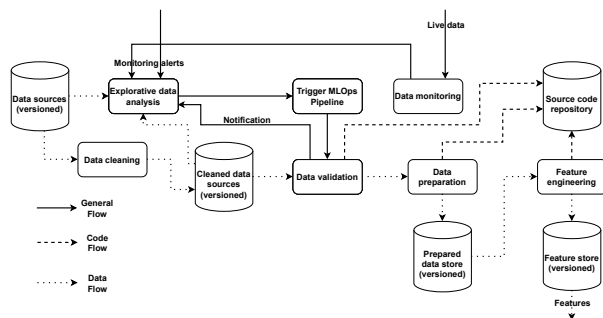 Live data
Monitoring alerts
Data sources
(versioned)
Explorative data
analysis
Trigger MLOps
Pipeline
Data monitoring
Source code
repository
Notification
Data cleaning
Cleaned data
sources
(versioned)
Data validation
Data
preparation
Feature
engineering
General
Flow
Code
Flow
Data
Flow
Prepared
data store
(versioned)
Feature store
(versioned)
Features